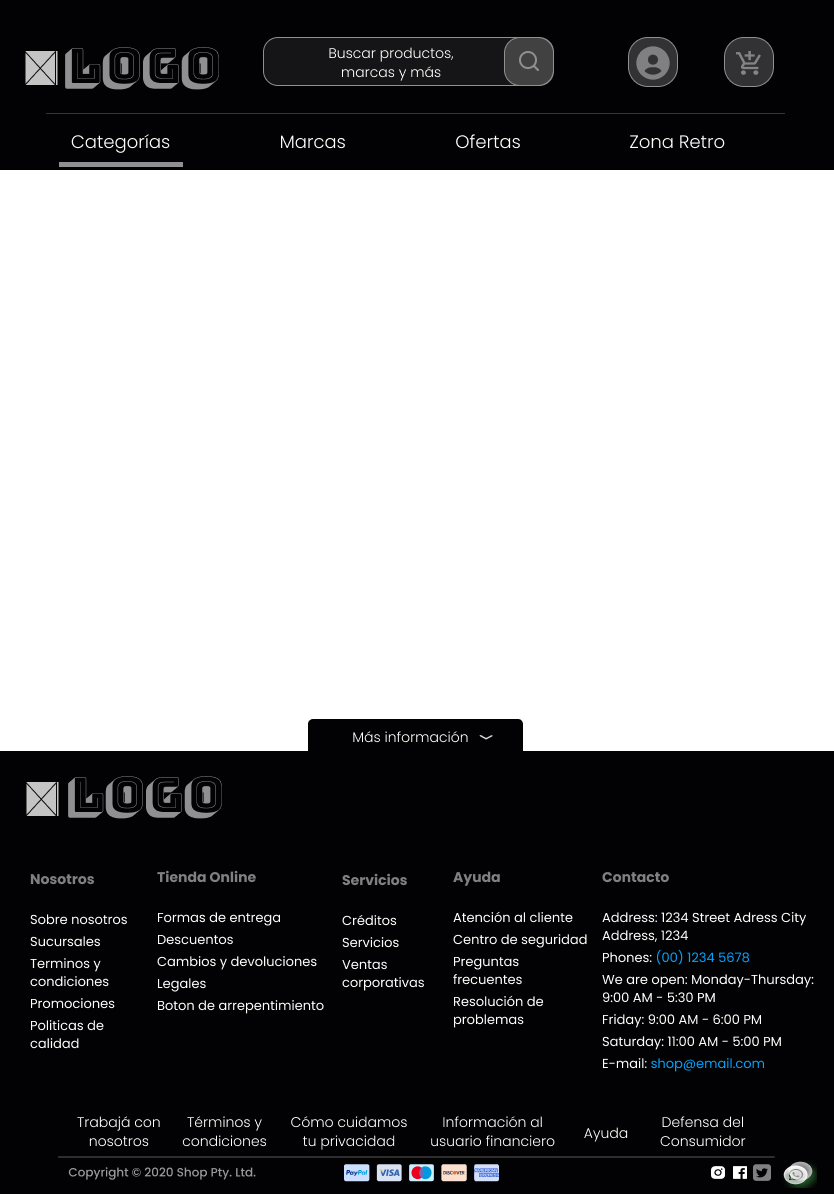 LOGO
Buscar productos,
marcas y más
Categorías
Marcas
Ofertas
Zona Retro
Más información
LOGO
Nosotros
Sobre nosotros
Sucursales
Terminos y
condiciones
Promociones
Politicas de
calidad
Tienda Online
Formas de entrega
Descuentos
Cambios y devoluciones
Legales
Boton de arrepentimiento
Servicios
Créditos
Servicios
Ventas
corporativas
Ayuda
Atención al cliente
Centro de seguridad
Preguntas
frecuentes
Resolución de
problemas
Contacto
Address: 1234 Street Adress City
Address, 1234
Phones: (00) 1234 5678
We are open: Monday-Thursday:
9:00 AM - 5:30 PM
Friday: 9:00 AM - 6:00 PM
Saturday: 11:00 AM - 5:00 PM
E-mail: shop@email.com
Trabajá con
nosotros
Términos y
condiciones
Cómo cuidamos
tu privacidad
Información al
usuario financiero
Ayuda
Defensa del
Consumidor
Copyright © 2020 Shop Pty. Ltd.
PayPal
VISA
DISCOVER
AMERICAN
EXPRESS